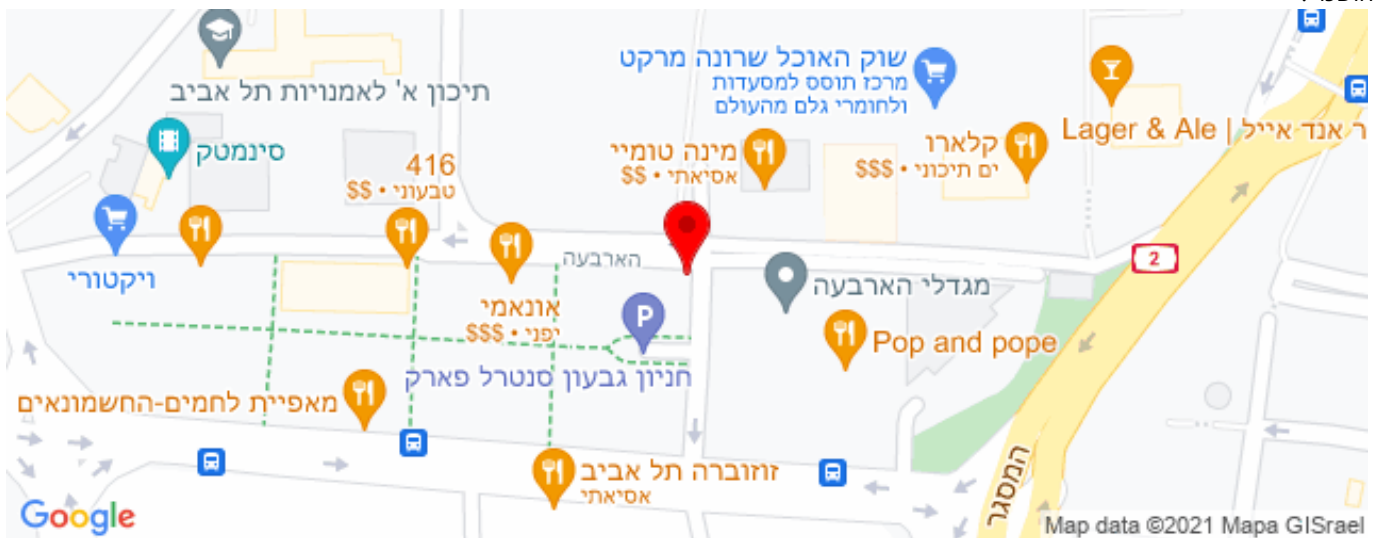 שוק האוכל שרונה מרקט
מרכז תוסס למסעדות
ולחומרי גלם מהעולם
תיכון א' לאמנויות תל אביב
ר אנד אייל | Lager & Ale
קלארו
ים תיכוני • $$$
מינה טומיי
אסיאתי • $$
סינמטק
416
טבעוני • $$
הארבעה
2
ויקטורי
מגדלי הארבעה
אונאמי
יפני • $$$
P
Pop and pope
חניון גבעון סנטרל פארק
מאפיית לחמים-החשמונאים
זוזוברה תל אביב
אסיאתי
המסגר
Google
Map data ©2021 Mapa GISrael